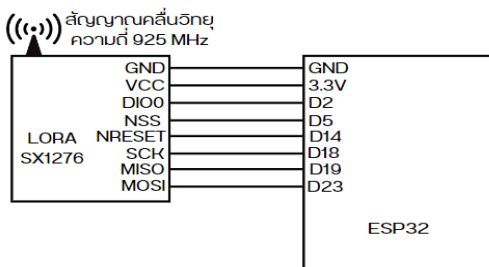 สัญญาณคลื่นวิทยุ
ความถี่ 925 MHz
GND GND
VCC 3.3V
DIO0 D2
NSS D5
NRESET D14
SCK D18
MISO D19
MOSI D23
LORA
SX1276
ESP32